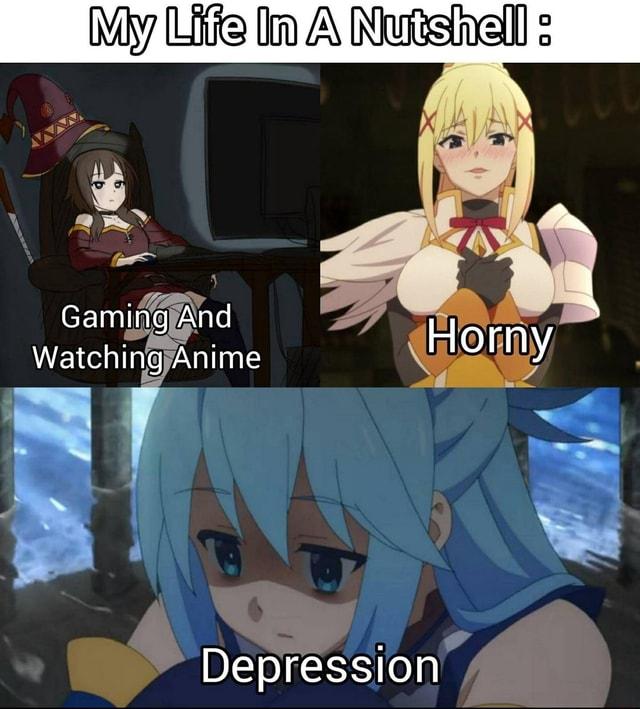 My Life In A Nutshell :
Gaming And
Watching Anime
Horny
Depression